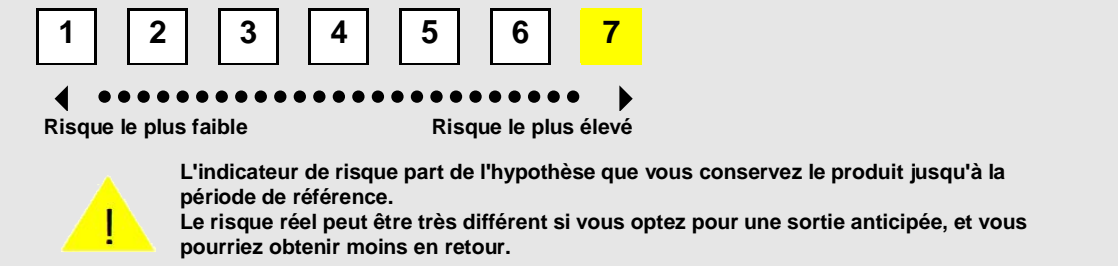 1 2 3 4 5 6 7
Risque le plus faible Risque le plus élevé
L'indicateur de risque part de l'hypothèse que vous conservez le produit jusqu'à la
période de référence.
Le risque réel peut être très différent si vous optez pour une sortie anticipée, et vous
pourriez obtenir moins en retour.
!